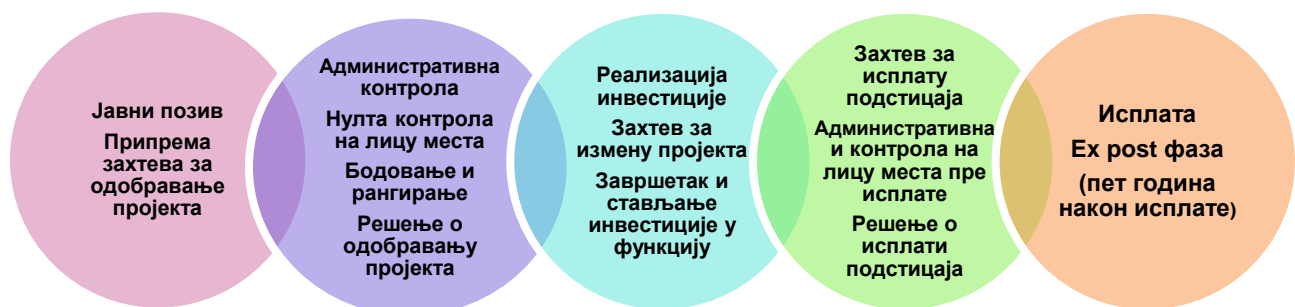 Јавни позив
Припрема
захтева за
одобравање
пројекта
Административна
контрола
Нулта контрола
на лицу места
Бодовање и
рангирање
Решење о
одобравању
пројекта
Реализација
инвестиције
Захтев за
измену пројекта
Завршетак и
стављање
инвестиције у
функцију
Захтев за
исплату
подстицаја
Административна
и контрола на
лицу места пре
исплате
Решење о
исплати
подстицаја
Исплата
Ex post фаза
(пет година
након исплате)